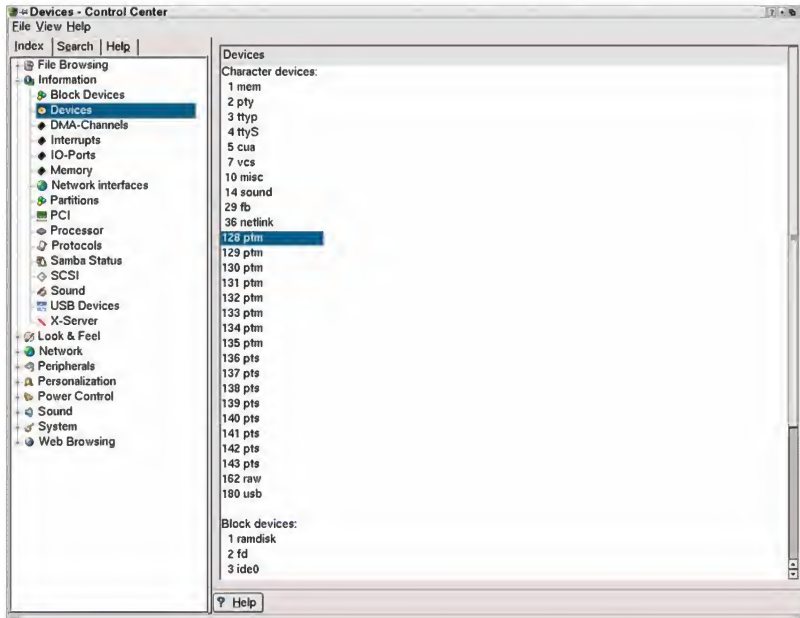 Devices - Control Center
File View Help
Index Search Help
File Browsing
Information
Block Devices
Devices
DMA-Channels
Interrupts
IO-Ports
Memory
Network interfaces
Partitions
PCI
Processor
Protocols
Samba Status
SCSI
Sound
USB Devices
X-Server
Look & Feel
Network
Peripherals
Personalization
Power Control
Sound
System
Web Browsing
Devices
Character devices:
1 mem
2 pty
3 ttyp
4 ttyS
5 cua
7 vcs
10 misc
14 sound
29 fb
36 netlink
128 ptm
129 ptm
130 ptm
131 ptm
132 ptm
133 ptm
134 ptm
135 ptm
136 pts
137 pts
138 pts
139 pts
140 pts
141 pts
142 pts
143 pts
162 raw
180 usb
Block devices:
1 ramdisk
2 fd
3 ide0
? Help